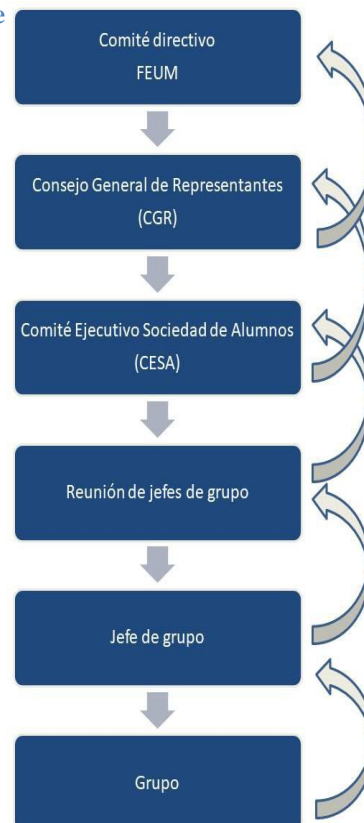 e
Comité directivo
FEUM
Consejo General de Representantes
(CGR)
Comité Ejecutivo Sociedad de Alumnos
(CESA)
Reunión de jefes de grupo
Jefe de grupo
Grupo